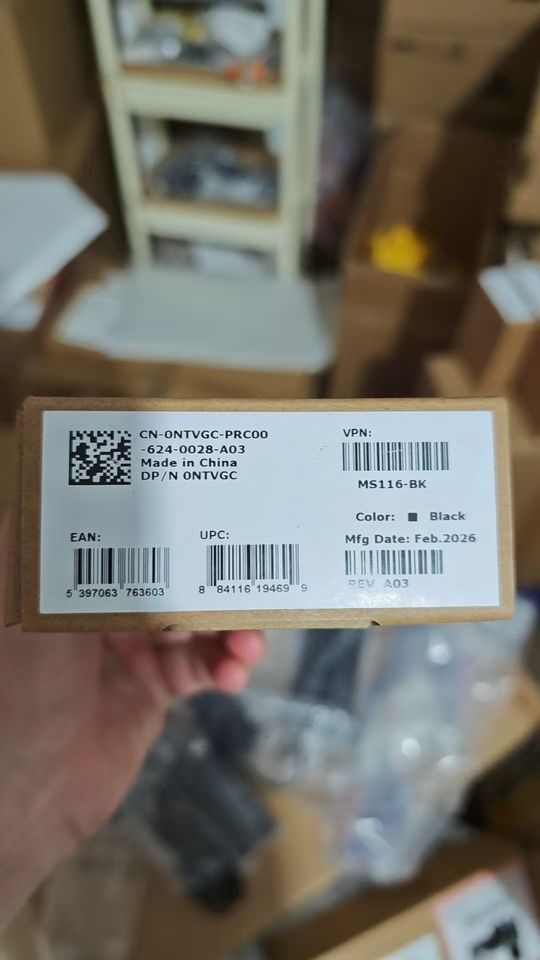 CN-0NTVGC-PRC00
-624-0028-A03
Made in China
DP/N 0NTVGC
VPN:
MS116-BK
Color: Black
Mfg Date: Feb.2026
REV A03
EAN:
5 397063 763603
UPC:
8 84116 19469 9